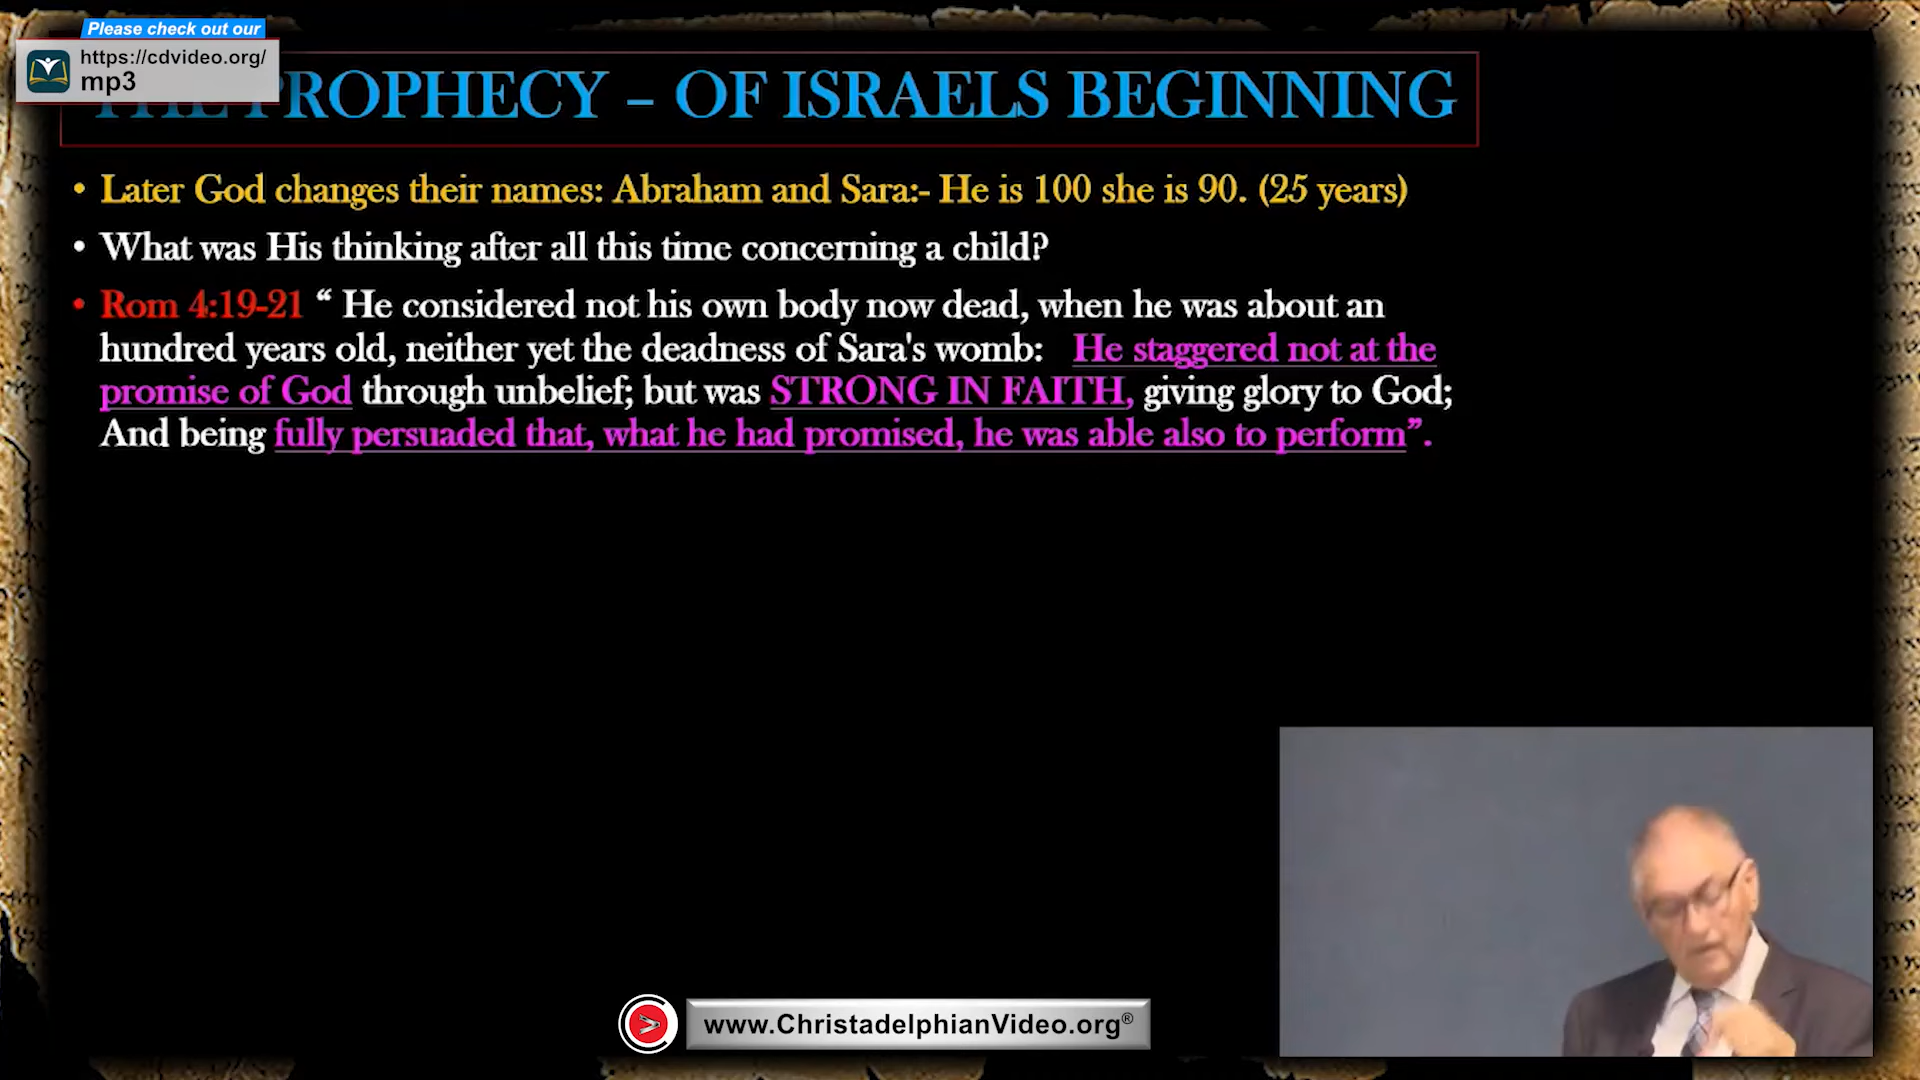 Please check out our
https://cdvideo.org/
mp3
THE PROPHECY – OF ISRAELS BEGINNING
• Later God changes their names: Abraham and Sara:- He is 100 she is 90. (25 years)
• What was His thinking after all this time concerning a child?
• Rom 4:19-21 “ He considered not his own body now dead, when he was about an
hundred years old, neither yet the deadness of Sara's womb: He staggered not at the
promise of God through unbelief; but was STRONG IN FAITH, giving glory to God;
And being fully persuaded that, what he had promised, he was able also to perform”.
www.ChristadelphianVideo.org®